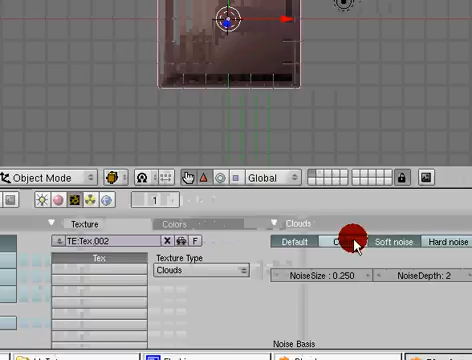 Object Mode
Global
1
Texture
Colors
Clouds
TE:Tex.002
X
F
Default
Soft noise
Hard noise
Tex
Texture Type
Clouds
NoiseSize : 0.250
NoiseDepth: 2
Noise Basis